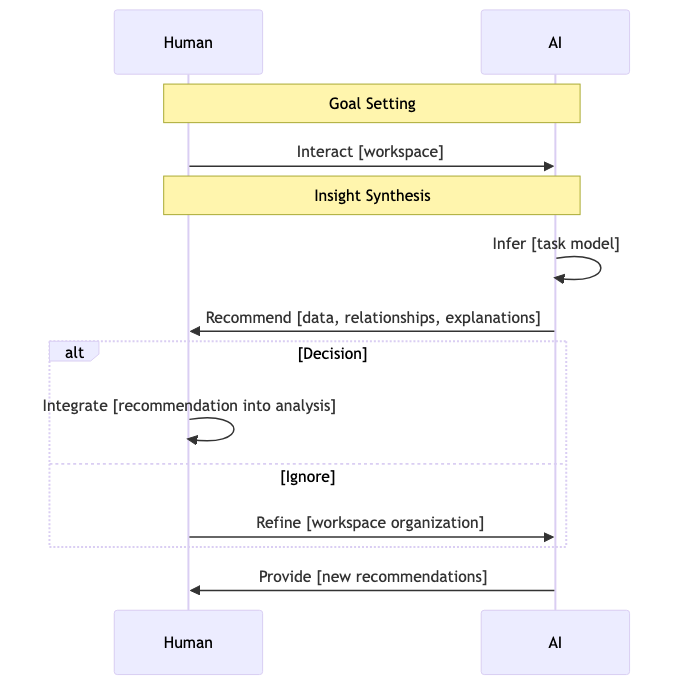 Human
AI
Goal Setting
Interact [workspace]
Insight Synthesis
Infer [task model]
Recommend [data, relationships, explanations]
alt
[Decision]
Integrate [recommendation into analysis]
[Ignore]
Refine [workspace organization]
Provide [new recommendations]
Human
AI